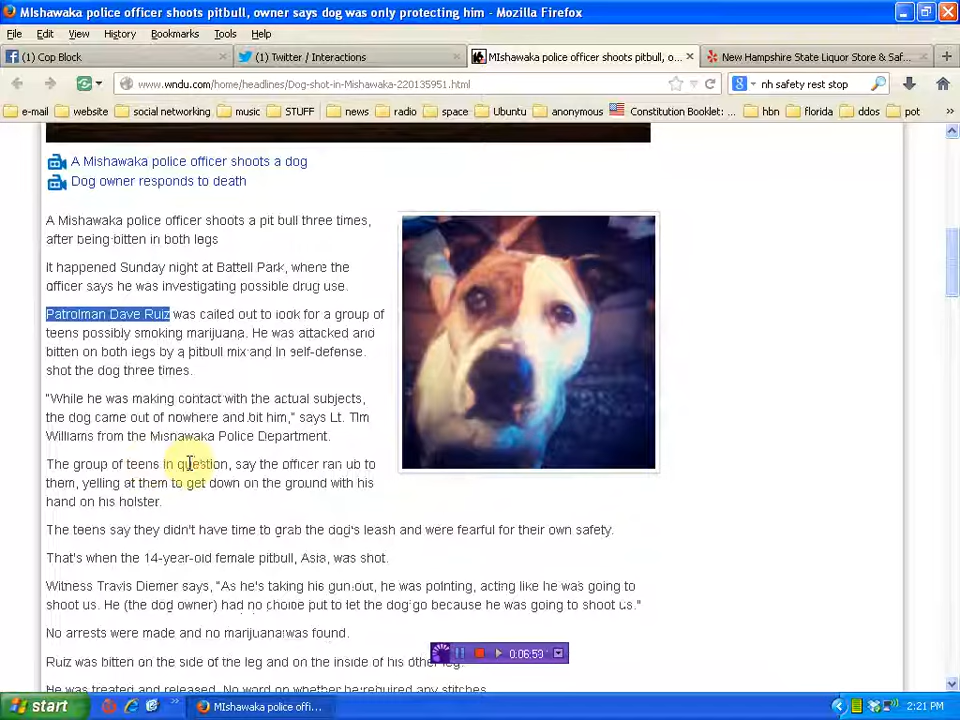 MIshawaka police officer shoots pitbull, owner says dog was only protecting him - Mozilla Firefox
File Edit View History Bookmarks Tools Help
(1) Cop Block
(1) Twitter / Interactions
MIshawaka police officer shoots pitbull, o...
New Hampshire State Liquor Store & Saf...
www.wndu.com/home/headlines/Dog-shot-in-Mishawaka-220135951.html
nh safety rest stop
e-mail website social networking music STUFF news radio space Ubuntu anonymous Constitution Booklet:... hbn florida ddos pot
A Mishawaka police officer shoots a dog
Dog owner responds to death
A Mishawaka police officer shoots a pit bull three times,
after being bitten in both legs
It happened Sunday night at Battell Park, where the
officer says he was investigating possible drug use.
Patrolman Dave Ruiz was called out to look for a group of
teens possibly smoking marijuana. He was attacked and
bitten on both legs by a pitbull mix and in self-defense.
shot the dog three times.
"While he was making contact with the actual subjects,
the dog came out of nowhere and bit him," says Lt. Tim
Williams from the Mishawaka Police Department.
The group of teens in question, say the officer ran up to
them, yelling at them to get down on the ground with his
hand on his holster.
The teens say they didn't have time to grab the dog's leash and were fearful for their own safety.
That's when the 14-year-old female pitbull, Asia, was shot.
Witness Travis Diemer says, "As he's taking his gun out, he was pointing, acting like he was going to
shoot us. He (the dog owner) had no choice but to let the dog go because he was going to shoot us."
No arrests were made and no marijuana was found.
Ruiz was bitten on the side of the leg and on the inside of his other leg.
He was treated and released. No word on whether he required any stitches.
0:06:59
start
MIshawaka police offi...
2:21 PM